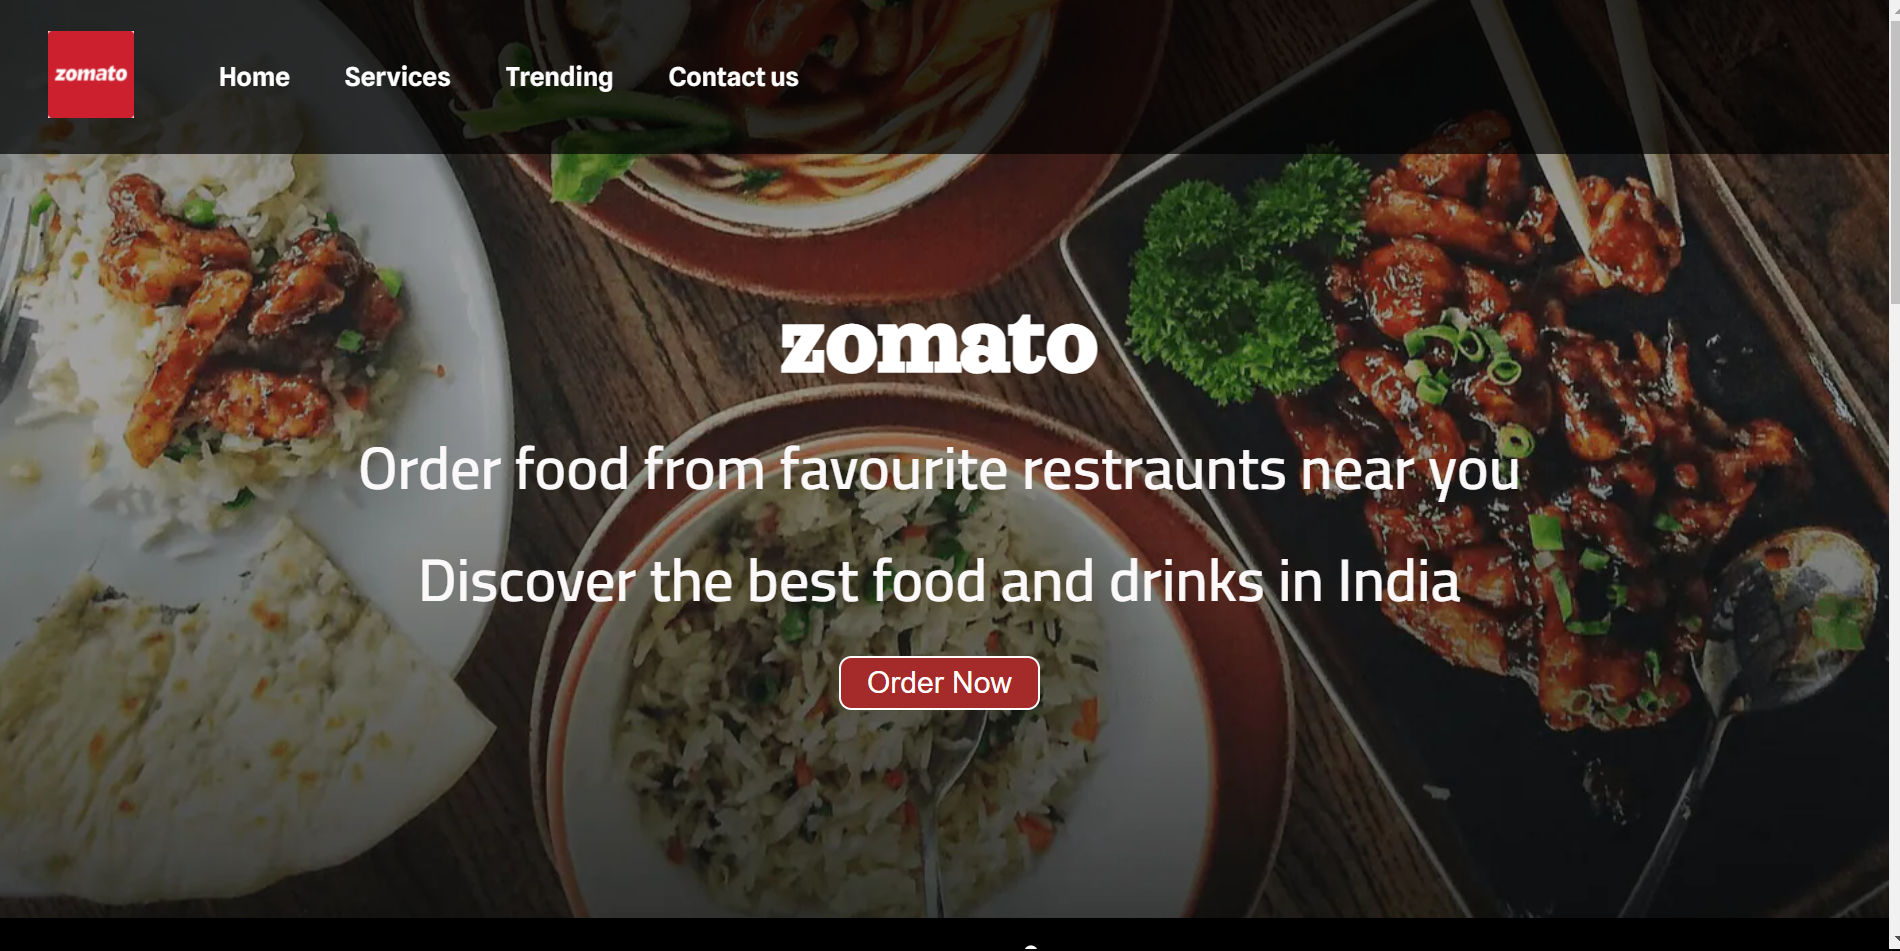 zomato
Home Services Trending Contact us
zomato
Order food from favourite restraunts near you
Discover the best food and drinks in India
Order Now